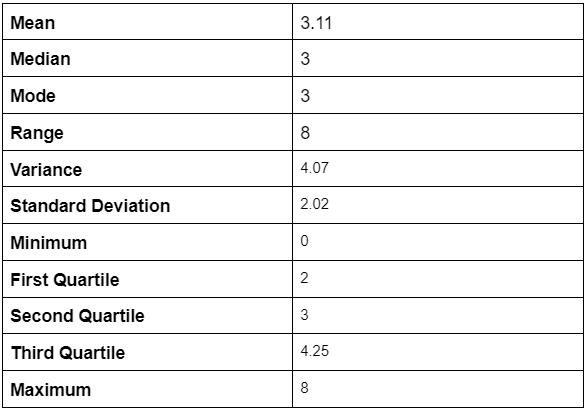 Mean 3.11
Median 3
Mode 3
Range 8
Variance 4.07
Standard Deviation 2.02
Minimum 0
First Quartile 2
Second Quartile 3
Third Quartile 4.25
Maximum 8